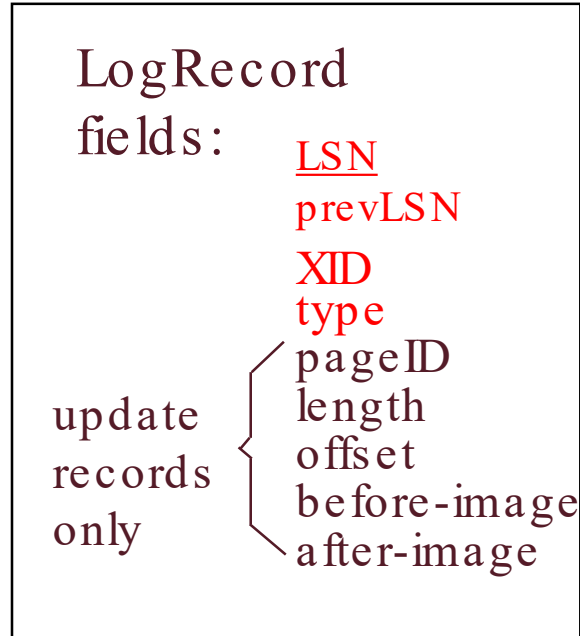 LogRecord
fields:
LSN
prevLSN
XID
type
pageID
length
offset
before-image
after-image
update
records
only